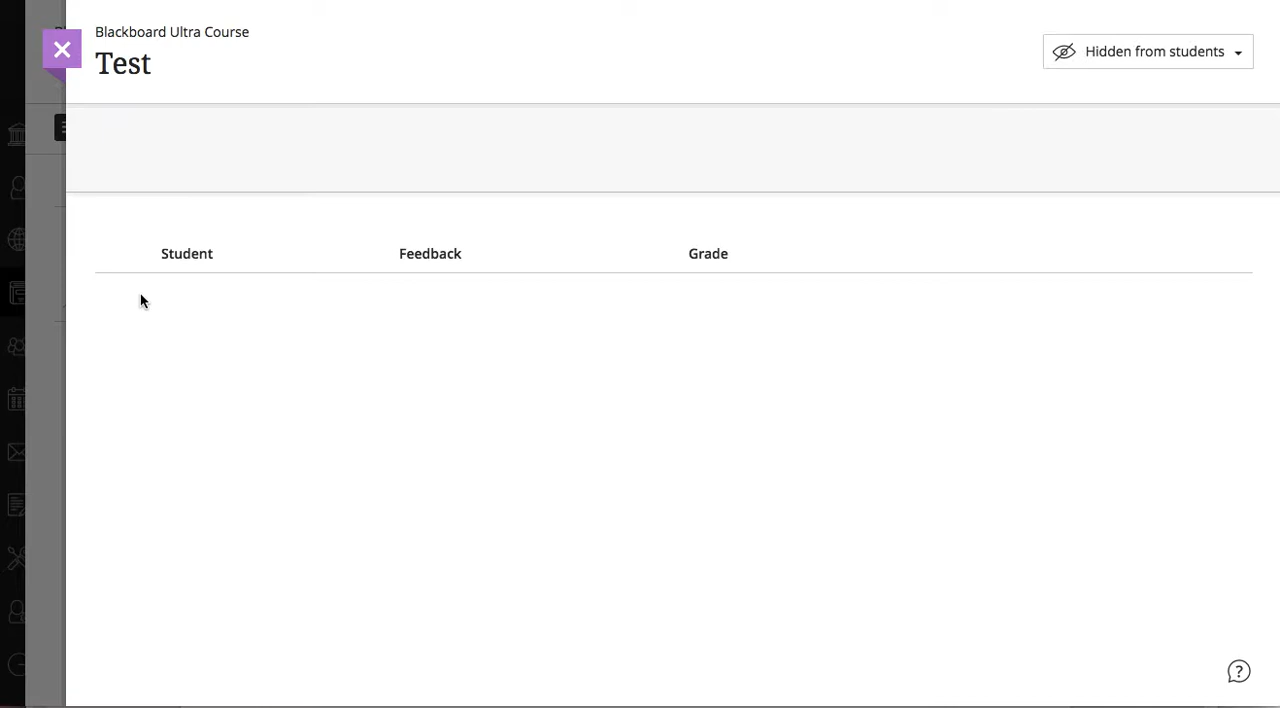 Blackboard Ultra Course
Test
Hidden from students
Student Feedback Grade